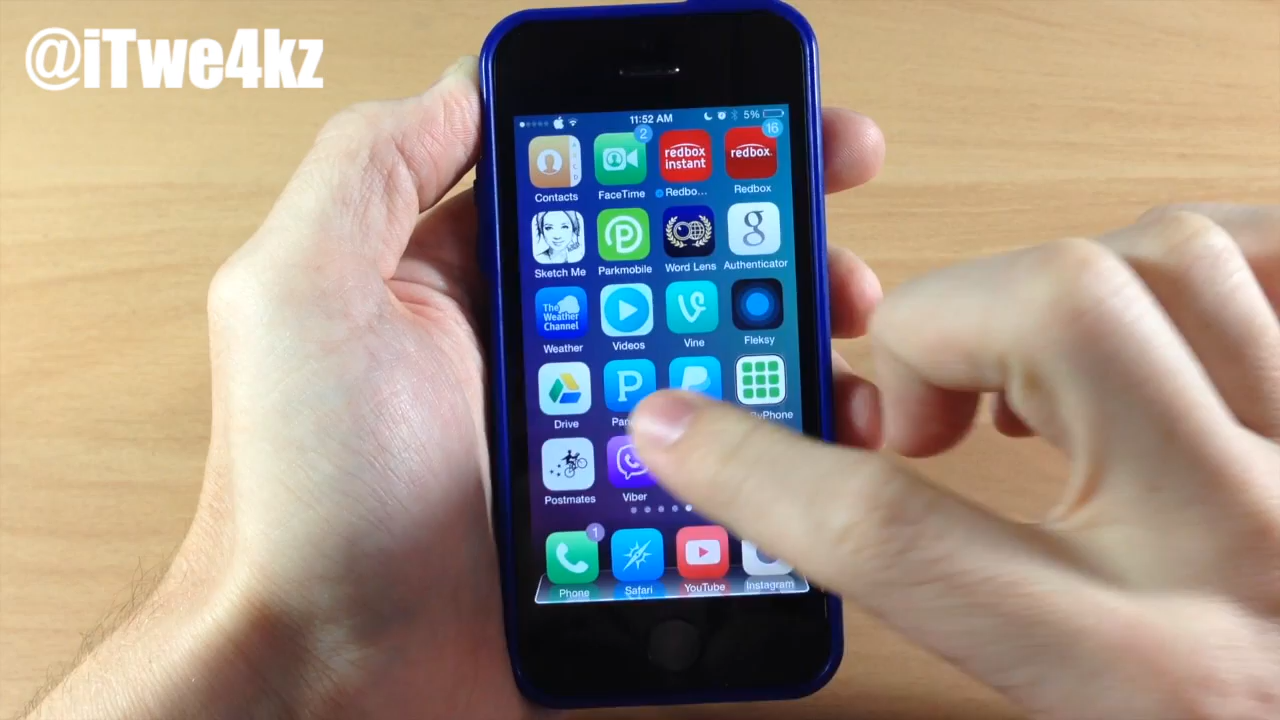 @iTwe4kz
11:52 AM 5%
2 16
A B C D
redbox instant redbox.
Contacts FaceTime Redbo... Redbox
g
Sketch Me Parkmobile Word Lens Authenticator
The Weather Channel
Weather Videos Vine Fleksy
P
Drive
Postmates Viber
1
Phone Safari YouTube Instagram